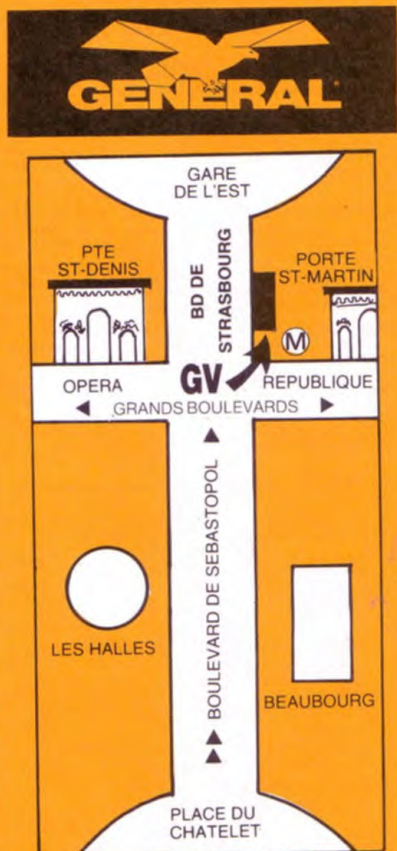 GENERAL
GARE
DE L'EST
PTE
ST-DENIS
BD DE
STRASBOURG
PORTE
ST-MARTIN
M
OPERA
GV
REPUBLIQUE
GRANDS BOULEVARDS
BOULEVARD DE SEBASTOPOL
LES HALLES
BEAUBOURG
PLACE DU
CHATELET